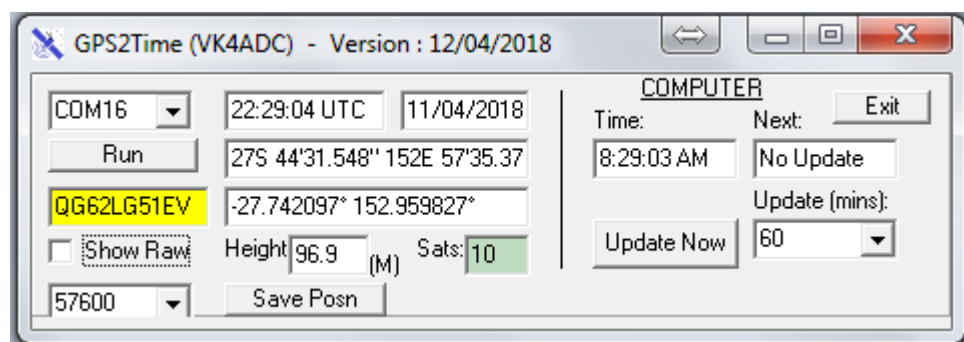 GPS2Time (VK4ADC) - Version : 12/04/2018
COM16 22:29:04 UTC 11/04/2018
Run 27S 44'31.548'' 152E 57'35.37
QG62LG51EV -27.742097° 152.959827°
Show Raw Height 96.9 (M) Sats: 10
57600 Save Posn
COMPUTER
Exit
Time: Next:
8:29:03 AM No Update
Update (mins):
Update Now 60